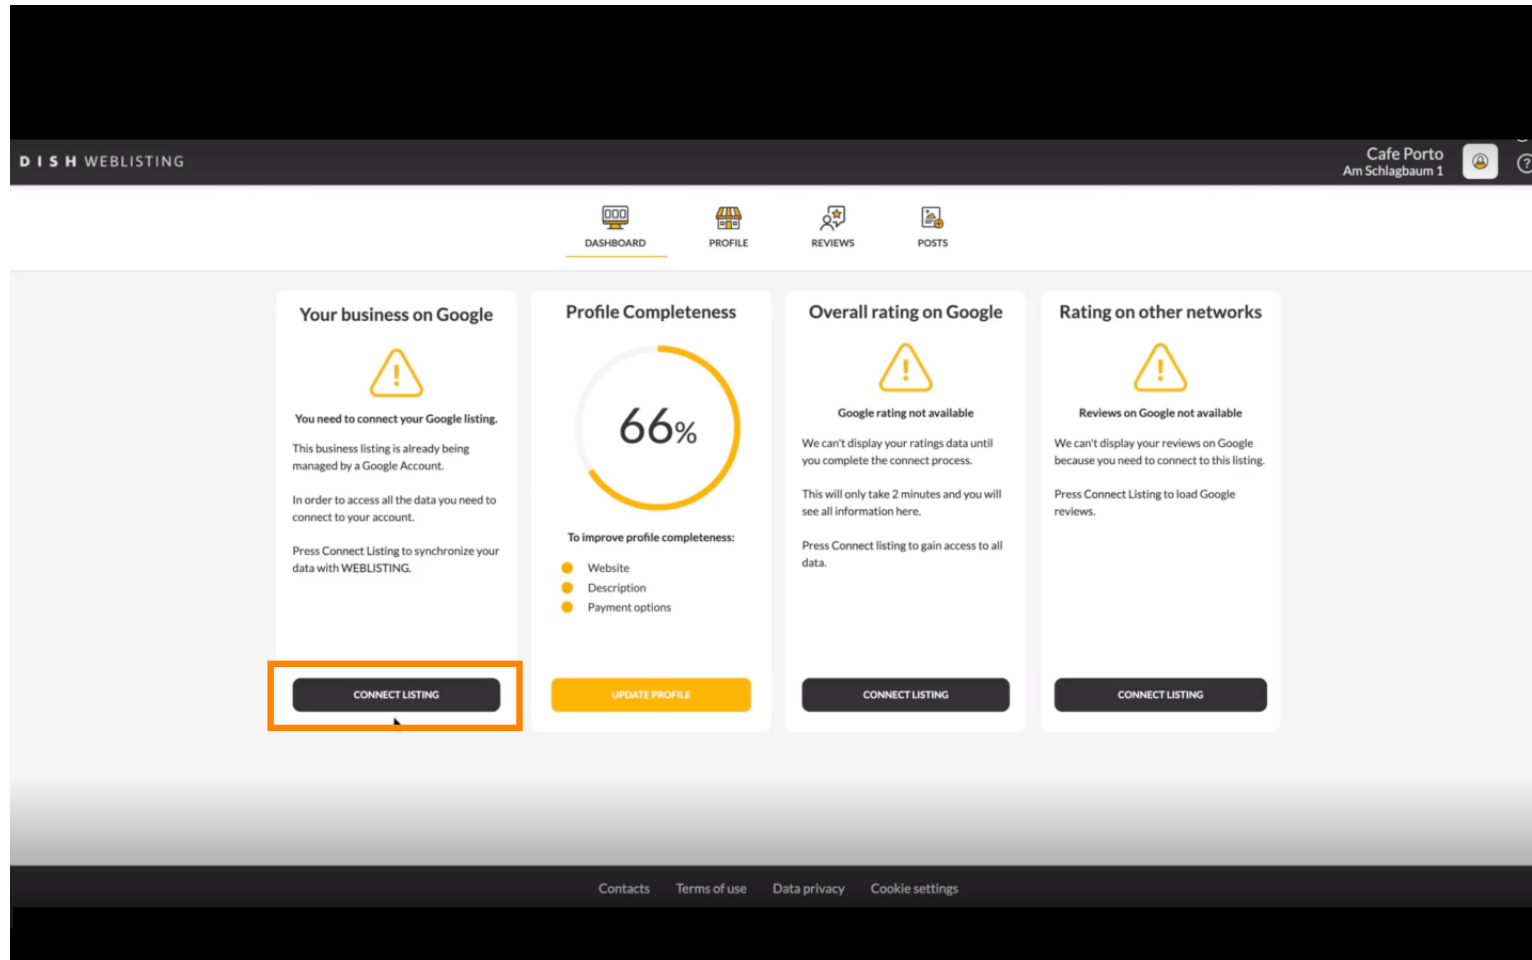 DISH WEBLISTING
Cafe Porto
Am Schlagbaum 1
DASHBOARD
PROFILE
REVIEWS
POSTS
Your business on Google
You need to connect your Google listing.
This business listing is already being
managed by a Google Account.
In order to access all the data you need to
connect to your account.
Press Connect Listing to synchronize your
data with WEBLISTING.
CONNECT LISTING
Profile Completeness
66%
To improve profile completeness:
Website
Description
Payment options
UPDATE PROFILE
Overall rating on Google
Google rating not available
We can't display your ratings data until
you complete the connect process.
This will only take 2 minutes and you will
see all information here.
Press Connect listing to gain access to all
data.
CONNECT LISTING
Rating on other networks
Reviews on Google not available
We can't display your reviews on Google
because you need to connect to this listing.
Press Connect Listing to load Google
reviews.
CONNECT LISTING
Contacts
Terms of use
Data privacy
Cookie settings